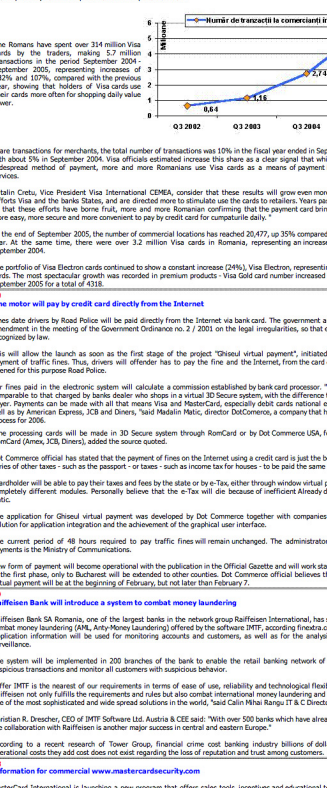 Număr de tranzacţii la comercianţi î
6
5
4
3
2
1
0
Milioane
0,64
1,16
2,74
Q3 2002
Q3 2003
Q3 2004
he Romans have spent over 314 million Visa
rds by the traders, making 5.7 million
ansactions in the period September 2004 -
eptember 2005, representing increases of
32% and 107%, compared with the previous
ear, showing that holders of Visa cards use
heir cards more often for shopping daily value
wer.
are transactions for merchants, the total number of transactions was 10% in the fiscal year ended in Sep
th about 5% in September 2004. Visa officials estimated increase this share as a clear signal that whi
despread method of payment, more and more Romanians use Visa cards as a means of payment
rvices.
talin Cretu, Vice President Visa International CEMEA, consider that these results will grow even more
forts Visa and the banks States, and are directed more to stimulate use the cards to retailers. Years pas
that these efforts have borne fruit, more and more Romanian confirming that the payment card brin
ore easy, more secure and more convenient to pay by credit card for cumpaturile daily. "
the end of September 2005, the number of commercial locations has reached 20,477, up 35% compared
ar. At the same time, there were over 3.2 million Visa cards in Romania, representing an increase
eptember 2004.
e portfolio of Visa Electron cards continued to show a constant increase (24%), Visa Electron, representi
rds. The most spectacular growth was recorded in premium products - Visa Gold card number increased
eptember 2005 for a total of 4318.
he motor will pay by credit card directly from the Internet
nes date drivers by Road Police will be paid directly from the Internet via bank card. The government a
mendment in the meeting of the Government Ordinance no. 2 / 2001 on the legal irregularities, so that e
cognized by law.
is will allow the launch as soon as the first stage of the project "Ghiseul virtual payment", initiated
yment of traffic fines. Thus, drivers will offender has to pay the fine and the Internet, from the card
ened for this purpose Road Police.
r fines paid in the electronic system will calculate a commission established by bank card processor. "
mparable to that charged by banks dealer who shops in a virtual 3D Secure system, with the difference t
yer. Payments can be made with all that means Visa and MasterCard, especially debit cards national e
ell as by American Express, JCB and Diners, "said Madalin Matic, director DotComerce, a company that h
ocess for 2006.
em processing cards will be made in 3D Secure system through RomCard or by Dot Commerce USA, f
omCard (Amex, JCB, Diners), added the source quoted.
ot Commerce official has stated that the payment of fines on the Internet using a credit card is just the b
ries of other taxes - such as the passport - or taxes - such as income tax for houses - to be paid the same
ardholder will be able to pay their taxes and fees by the state or by e-Tax, either through window virtual p
mpletely different modules. Personally believe that the e-Tax will die because of inefficient Already d
atic.
e application for Ghiseul virtual payment was developed by Dot Commerce together with companies
lution for application integration and the achievement of the graphical user interface.
e current period of 48 hours required to pay traffic fines will remain unchanged. The administrator
yments is the Ministry of Communications.
ew form of payment will become operational with the publication in the Official Gazette and will work sta
the first phase, only to Bucharest will be extended to other counties. Dot Commerce official believes th
tual payment will be at the beginning of February, but not later than February 7.
aiffeisen Bank will introduce a system to combat money laundering
iffeisen Bank SA Romania, one of the largest banks in the network group Raiffeisen International, has s
mbat money laundering (AML, Anty-Money Laundering) offered by the software IMTF, according finextra.c
plication information will be used for monitoring accounts and customers, as well as for the analysi
rveillance.
e system will be implemented in 200 branches of the bank to enable the retail banking network of
spicious transactions and monitor all customers with suspicious behavior.
ffer IMTF is the nearest of our requirements in terms of ease of use, reliability and technological flexib
iffeisen not only fulfills the requirements and rules but also combat international money laundering and
e of the most sophisticated and wide spread solutions in the world, "said Calin Mihai Rangu IT & C Directo
ristian R. Drescher, CEO of IMTF Software Ltd. Austria & CEE said: "With over 500 banks which have alrea
e collaboration with Raiffeisen is another major success in central and eastern Europe."
cording to a recent research of Tower Group, financial crime cost banking industry billions of doll
erational costs they add cost does not exist regarding the loss of reputation and trust among customers.
formation for commercial www.mastercardsecurity.com